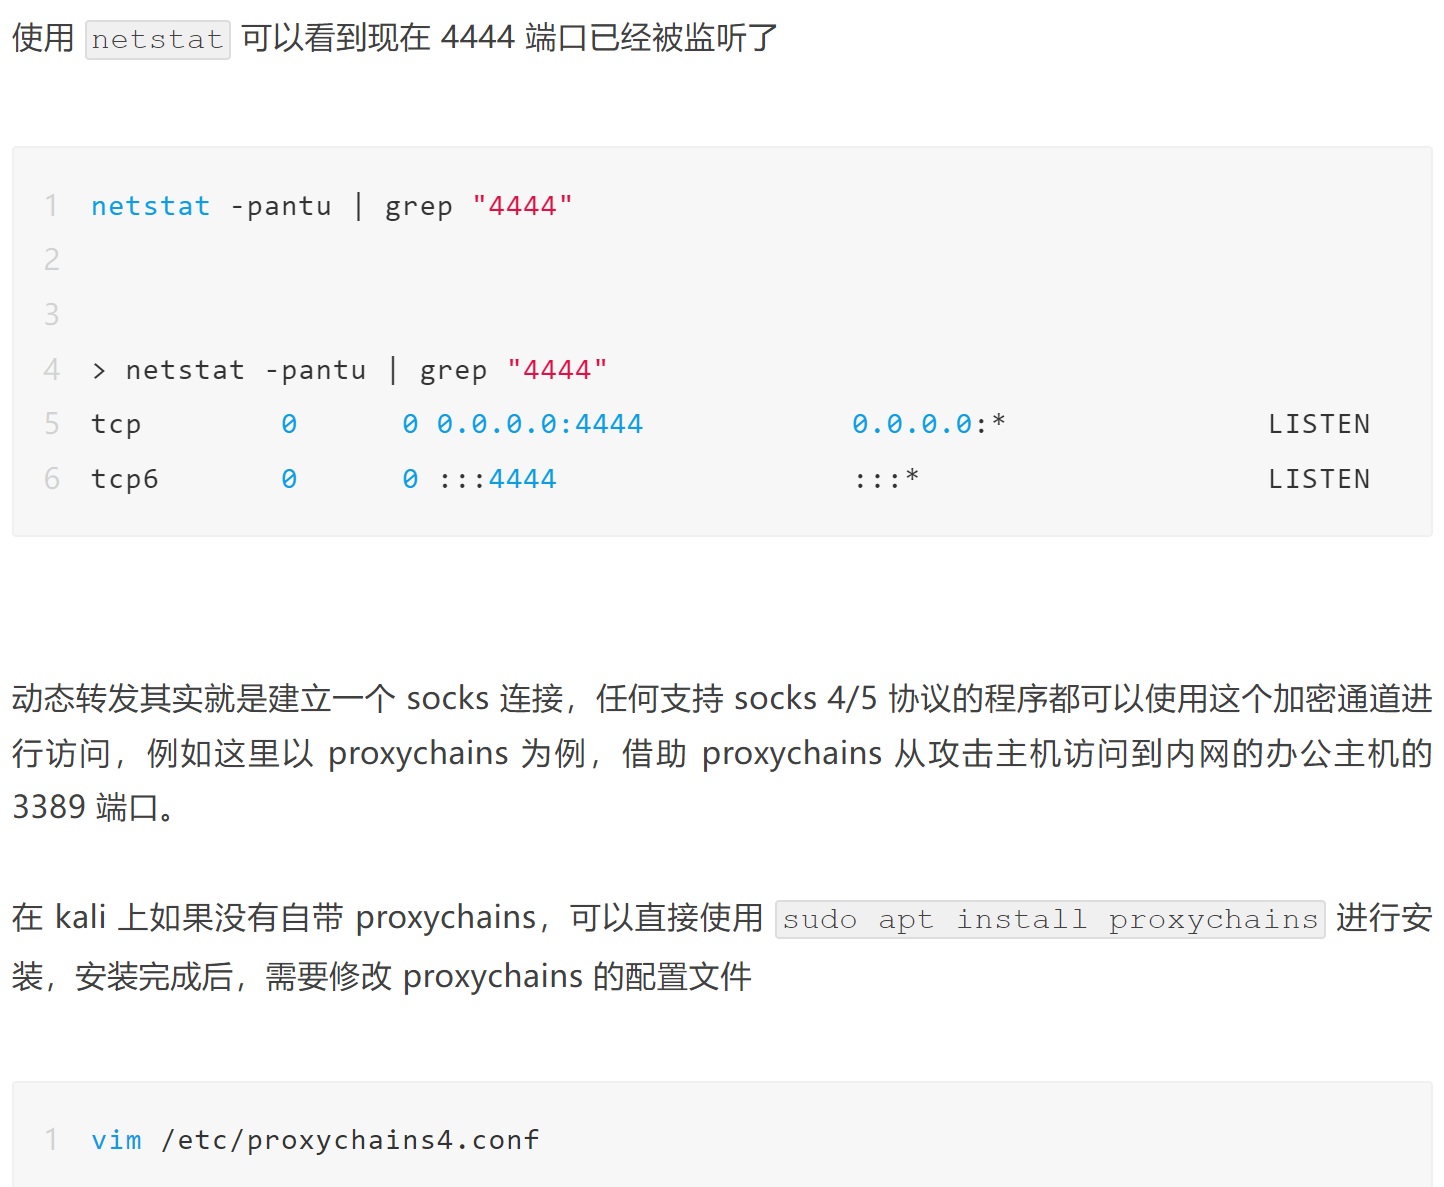 使用 netstat 可以看到现在 4444 端口已经被监听了
1 netstat -pantu | grep "4444"
2
3
4 > netstat -pantu | grep "4444"
5 tcp        0      0 0.0.0.0:4444            0.0.0.0:*               LISTEN
6 tcp6       0      0 :::4444                 :::*                    LISTEN
动态转发其实就是建立一个 socks 连接，任何支持 socks 4/5 协议的程序都可以使用这个加密通道进
行访问，例如这里以 proxychains 为例，借助 proxychains 从攻击主机访问到内网的办公主机的
3389 端口。
在 kali 上如果没有自带 proxychains，可以直接使用 sudo apt install proxychains 进行安
装，安装完成后，需要修改 proxychains 的配置文件
1 vim /etc/proxychains4.conf